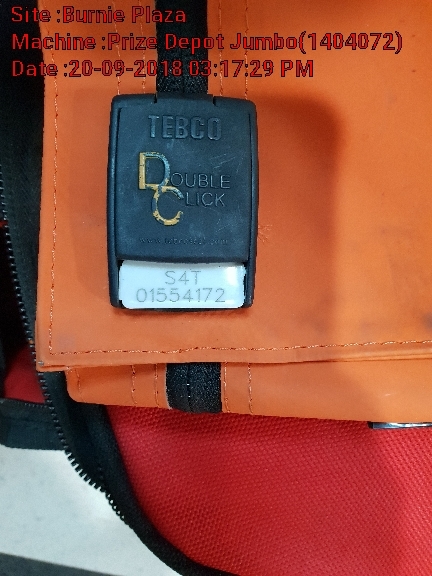 Site :Burnie Plaza
Machine :Prize Depot Jumbo(1404072)
Date :20-09-2018 03:17:29 PM
TEBCO
DOUBLE
CLICK
S4T
01554172